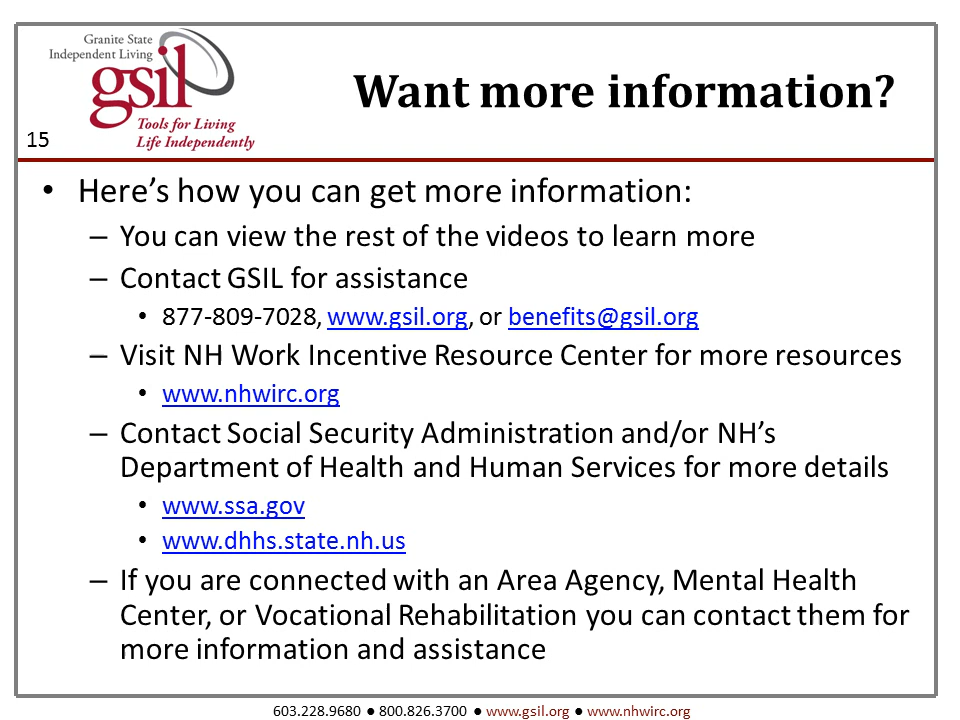 Granite State
Independent Living
gsil
Tools for Living
Life Independently
Want more information?
15
• Here’s how you can get more information:
– You can view the rest of the videos to learn more
– Contact GSIL for assistance
• 877-809-7028, www.gsil.org, or benefits@gsil.org
– Visit NH Work Incentive Resource Center for more resources
• www.nhwirc.org
– Contact Social Security Administration and/or NH’s
Department of Health and Human Services for more details
• www.ssa.gov
• www.dhhs.state.nh.us
– If you are connected with an Area Agency, Mental Health
Center, or Vocational Rehabilitation you can contact them for
more information and assistance
603.228.9680 ● 800.826.3700 ● www.gsil.org ● www.nhwirc.org